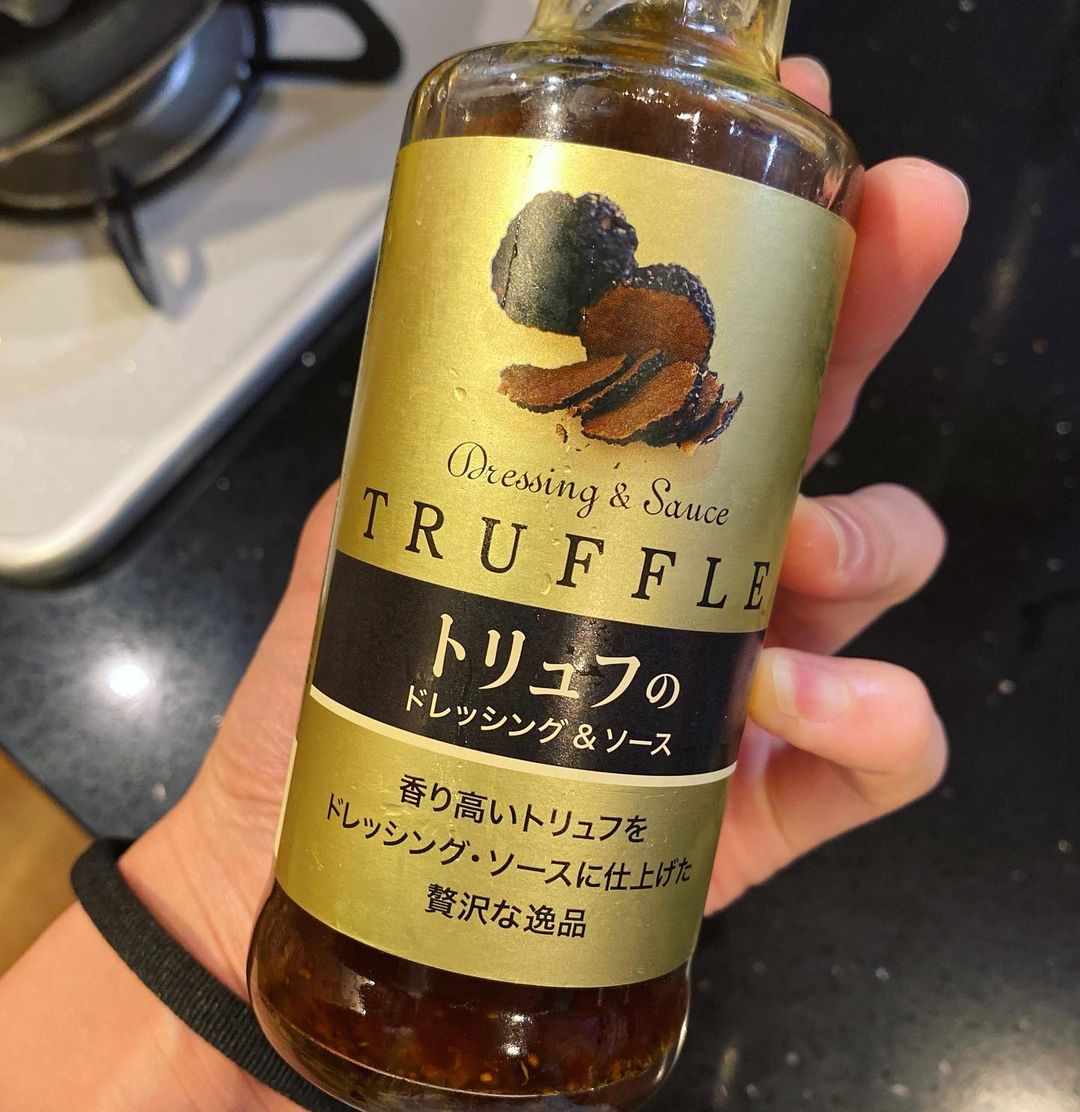 Dressing & Sauce
TRUFFLE
トリュフの
ドレッシング & ソース
香り高いトリュフを
ドレッシング・ソースに仕上げた
贅沢な逸品